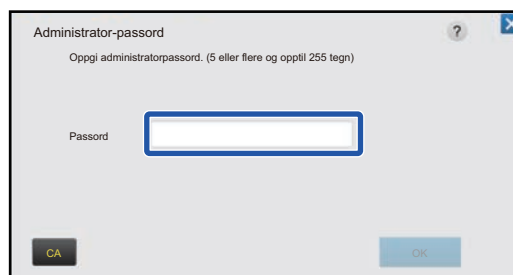 Administrator-passord
?
Oppgi administratorpassord. (5 eller flere og opptil 255 tegn)
Passord
CA
OK